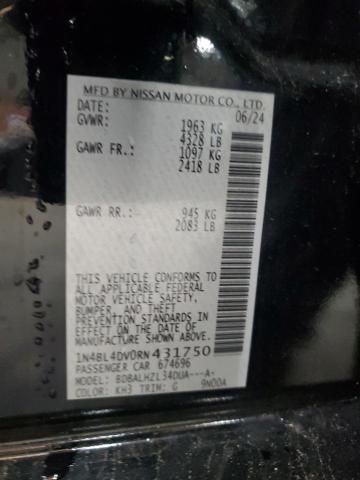 MFD BY NISSAN MOTOR CO., LTD.
DATE: 06/24
GVWR: 1963 KG
4328 LB
GAWR FR.: 1097 KG
2418 LB
GAWR RR.: 945 KG
2083 LB
THIS VEHICLE CONFORMS TO
ALL APPLICABLE FEDERAL
MOTOR VEHICLE SAFETY,
BUMPER, AND THEFT
PREVENTION STANDARDS IN
EFFECT ON THE DATE OF
MANUFACTURE SHOWN ABOVE.
1N4BL4DV0RN431750
PASSENGER CAR 674696
MODEL: BDBALHZL34DUA---A-
COLOR: KH3 TRIM: G 9N00A